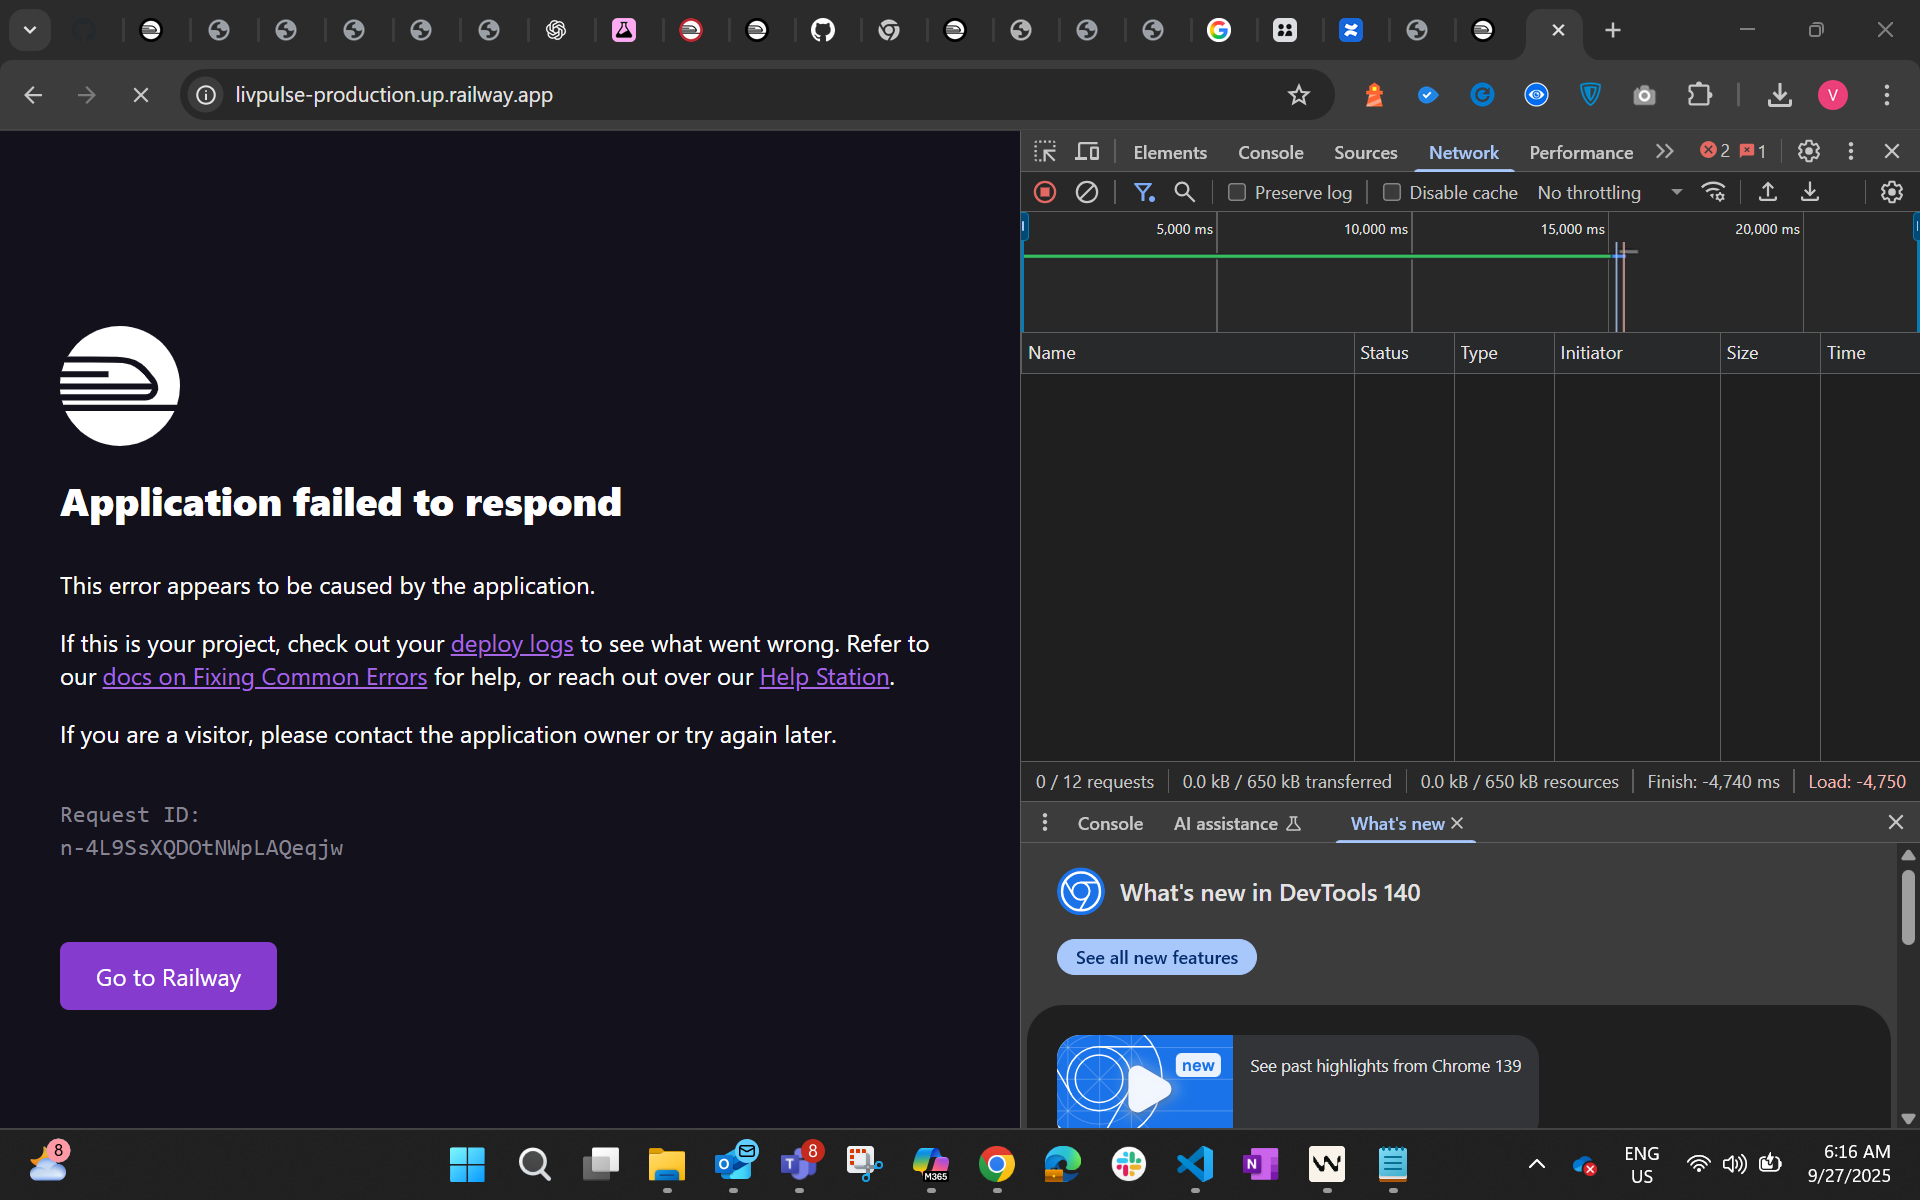 livpulse-production.up.railway.app
V
Elements
Console
Sources
Network
Performance
2
1
Preserve log
Disable cache
No throttling
5,000 ms
10,000 ms
15,000 ms
20,000 ms
Name
Status
Type
Initiator
Size
Time
Application failed to respond
This error appears to be caused by the application.
If this is your project, check out your deploy logs to see what went wrong. Refer to
our docs on Fixing Common Errors for help, or reach out over our Help Station.
If you are a visitor, please contact the application owner or try again later.
Request ID:
n-4L9SsXQDOtNWpLAQeqjw
Go to Railway
0 / 12 requests
0.0 kB / 650 kB transferred
0.0 kB / 650 kB resources
Finish: -4,740 ms
Load: -4,750
Console
AI assistance
What's new
What's new in DevTools 140
See all new features
new
See past highlights from Chrome 139
8
8
M365
ENG
US
6:16 AM
9/27/2025